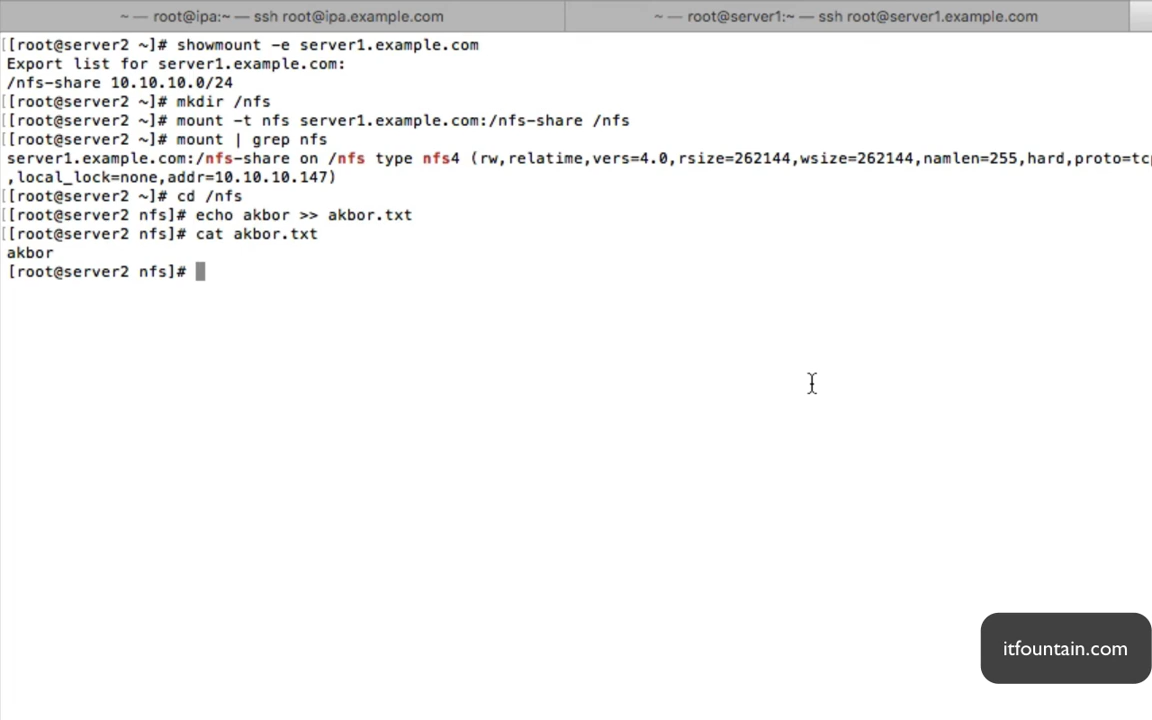 ~ — root@ipa:~ — ssh root@ipa.example.com
~ — root@server1:~ — ssh root@server1.example.com
[[root@server2 ~]# showmount -e server1.example.com
Export list for server1.example.com:
/nfs-share 10.10.10.0/24
[[root@server2 ~]# mkdir /nfs
[[root@server2 ~]# mount -t nfs server1.example.com:/nfs-share /nfs
[[root@server2 ~]# mount | grep nfs
server1.example.com:/nfs-share on /nfs type nfs4 (rw,relatime,vers=4.0,rsize=262144,wsize=262144,namlen=255,hard,proto=tcp
,local_lock=none,addr=10.10.10.147)
[[root@server2 ~]# cd /nfs
[[root@server2 nfs]# echo akbor >> akbor.txt
[[root@server2 nfs]# cat akbor.txt
akbor
[root@server2 nfs]#
itfountain.com